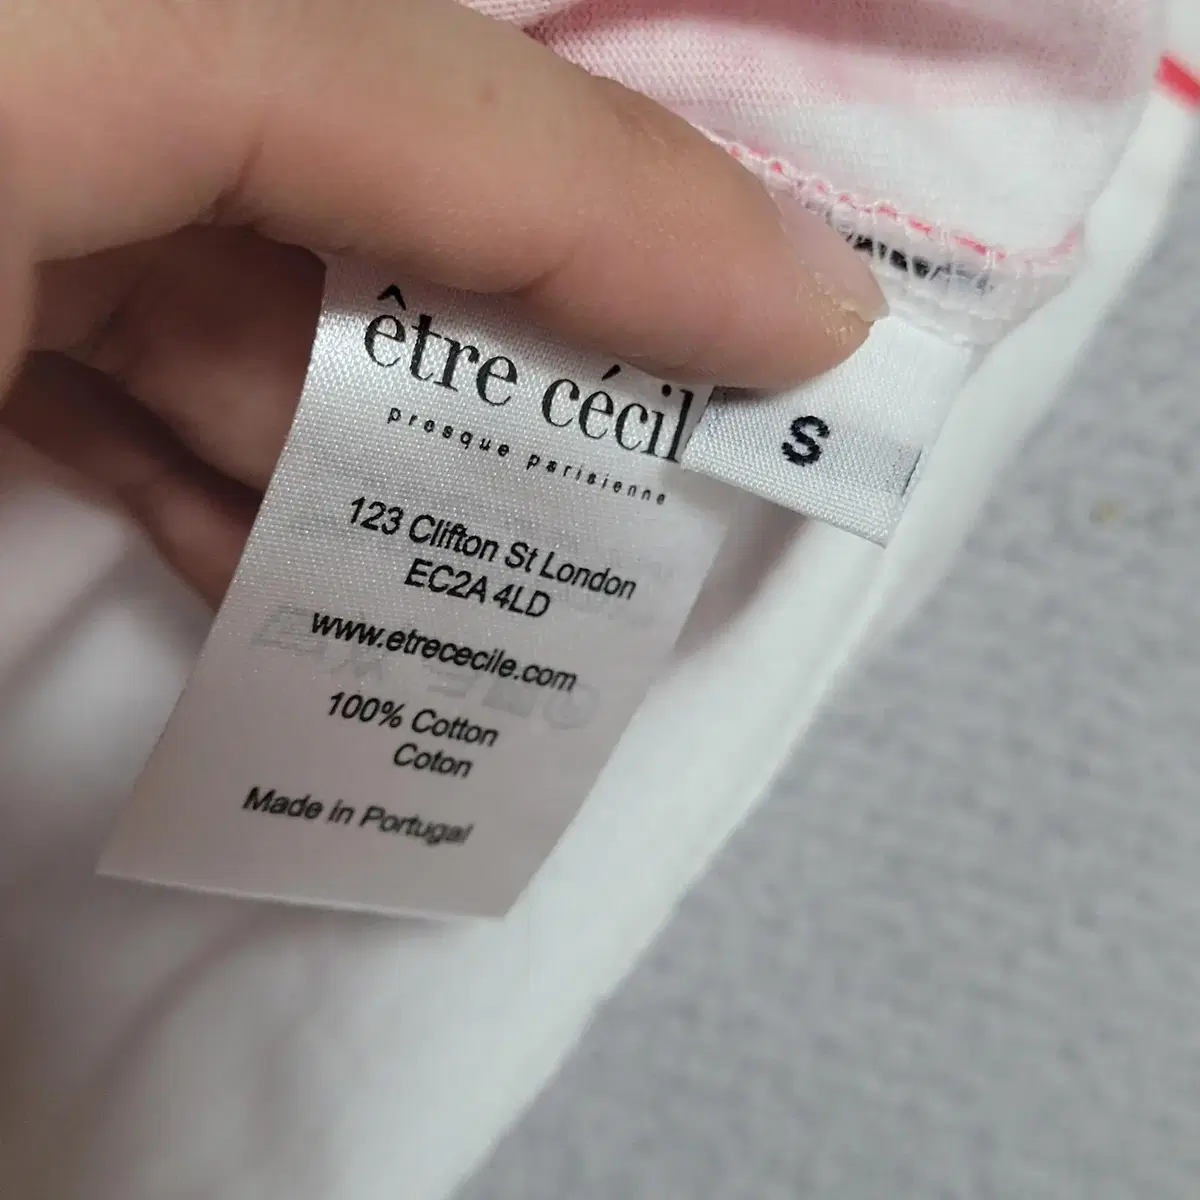 être cécil
S
presque parisienne
123 Clifton St London
EC2A 4LD
www.etrececile.com
100% Cotton
Coton
Made in Portugal